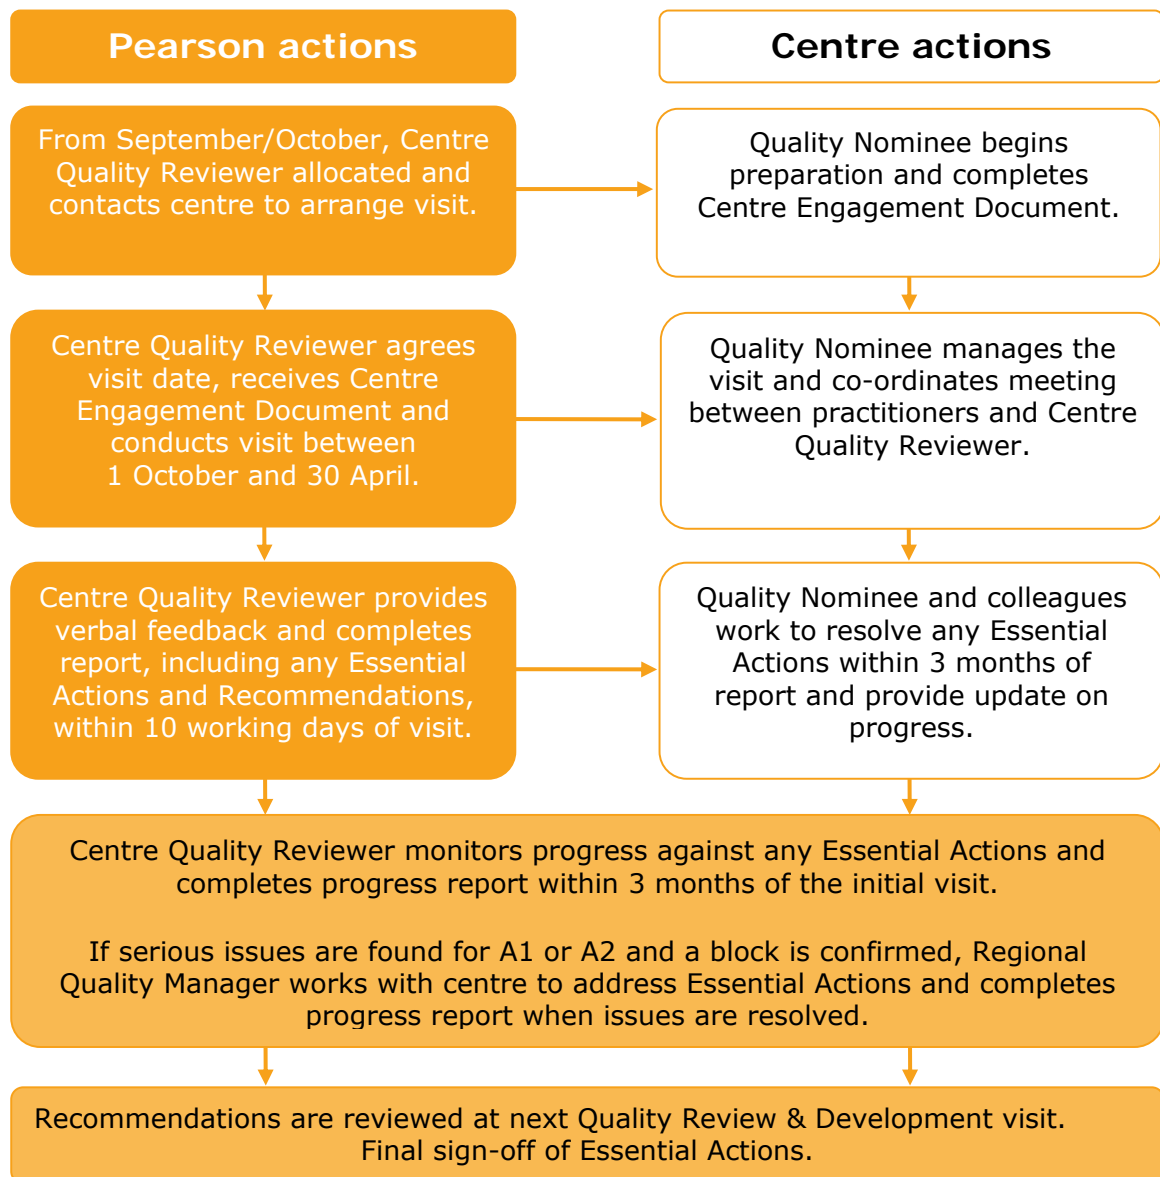 Pearson actions
Centre actions
From September/October, Centre
Quality Reviewer allocated and
contacts centre to arrange visit.
Quality Nominee begins
preparation and completes
Centre Engagement Document.
Centre Quality Reviewer agrees
visit date, receives Centre
Engagement Document and
conducts visit between
1 October and 30 April.
Quality Nominee manages the
visit and co-ordinates meeting
between practitioners and Centre
Quality Reviewer.
Centre Quality Reviewer provides
verbal feedback and completes
report, including any Essential
Actions and Recommendations,
within 10 working days of visit.
Quality Nominee and colleagues
work to resolve any Essential
Actions within 3 months of
report and provide update on
progress.
Centre Quality Reviewer monitors progress against any Essential Actions and
completes progress report within 3 months of the initial visit.
If serious issues are found for A1 or A2 and a block is confirmed, Regional
Quality Manager works with centre to address Essential Actions and completes
progress report when issues are resolved.
Recommendations are reviewed at next Quality Review & Development visit.
Final sign-off of Essential Actions.